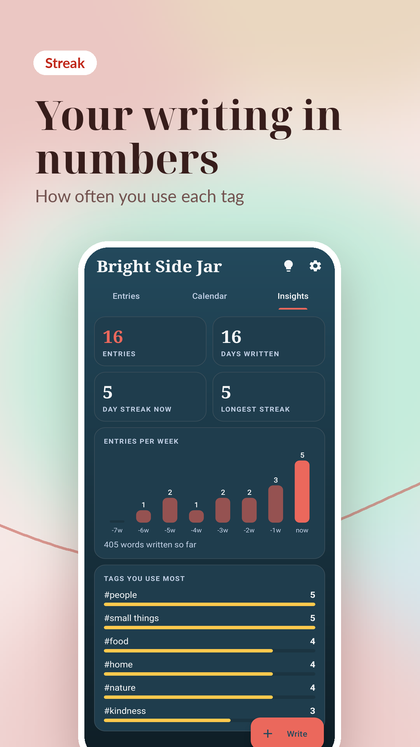 Streak
Your writing in
numbers
How often you use each tag
Bright Side Jar
Entries Calendar Insights
16 16
ENTRIES DAYS WRITTEN
5 5
DAY STREAK NOW LONGEST STREAK
ENTRIES PER WEEK
5
3
2 2 2
1 1
-7w -6w -5w -4w -3w -2w -1w now
405 words written so far
TAGS YOU USE MOST
#people 5
#small things 5
#food 4
#home 4
#nature 4
#kindness 3
+ Write